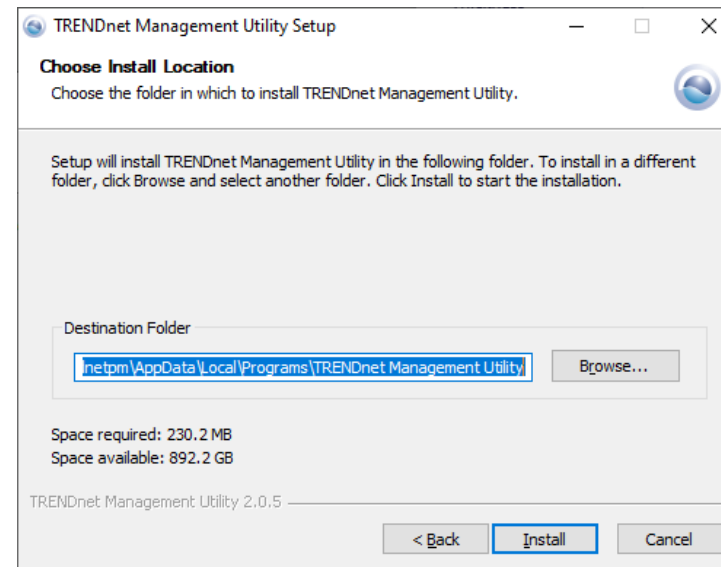 TRENDnet Management Utility Setup
Choose Install Location
Choose the folder in which to install TRENDnet Management Utility.
Setup will install TRENDnet Management Utility in the following folder. To install in a different
folder, click Browse and select another folder. Click Install to start the installation.
Destination Folder
netpm\AppData\Local\Programs\TRENDnet Management Utility
Browse...
Space required: 230.2 MB
Space available: 892.2 GB
TRENDnet Management Utility 2.0.5
< Back
Install
Cancel